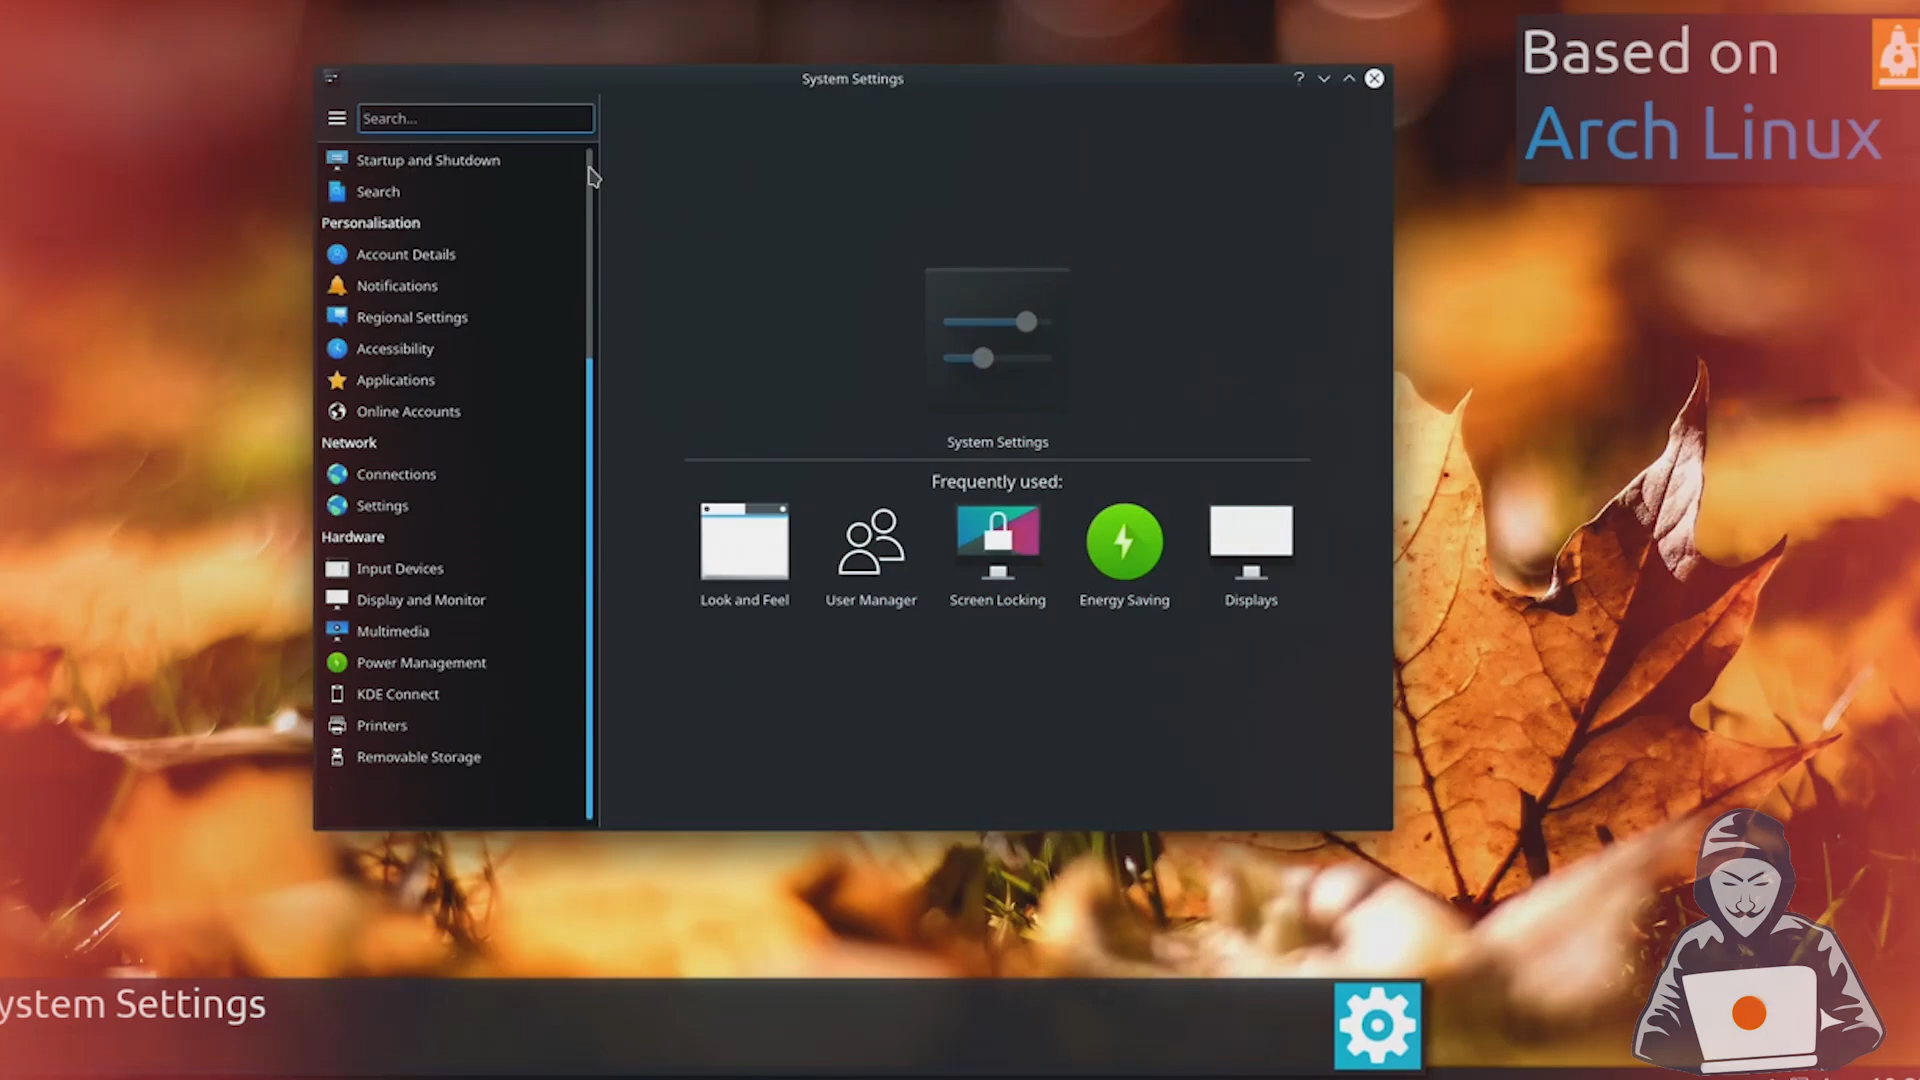 Based on
Arch Linux
System Settings
Search...
Startup and Shutdown
Search
Personalisation
Account Details
Notifications
Regional Settings
Accessibility
Applications
Online Accounts
Network
Connections
Settings
Hardware
Input Devices
Display and Monitor
Multimedia
Power Management
KDE Connect
Printers
Removable Storage
System Settings
Frequently used:
Look and Feel
User Manager
Screen Locking
Energy Saving
Displays
ystem Settings